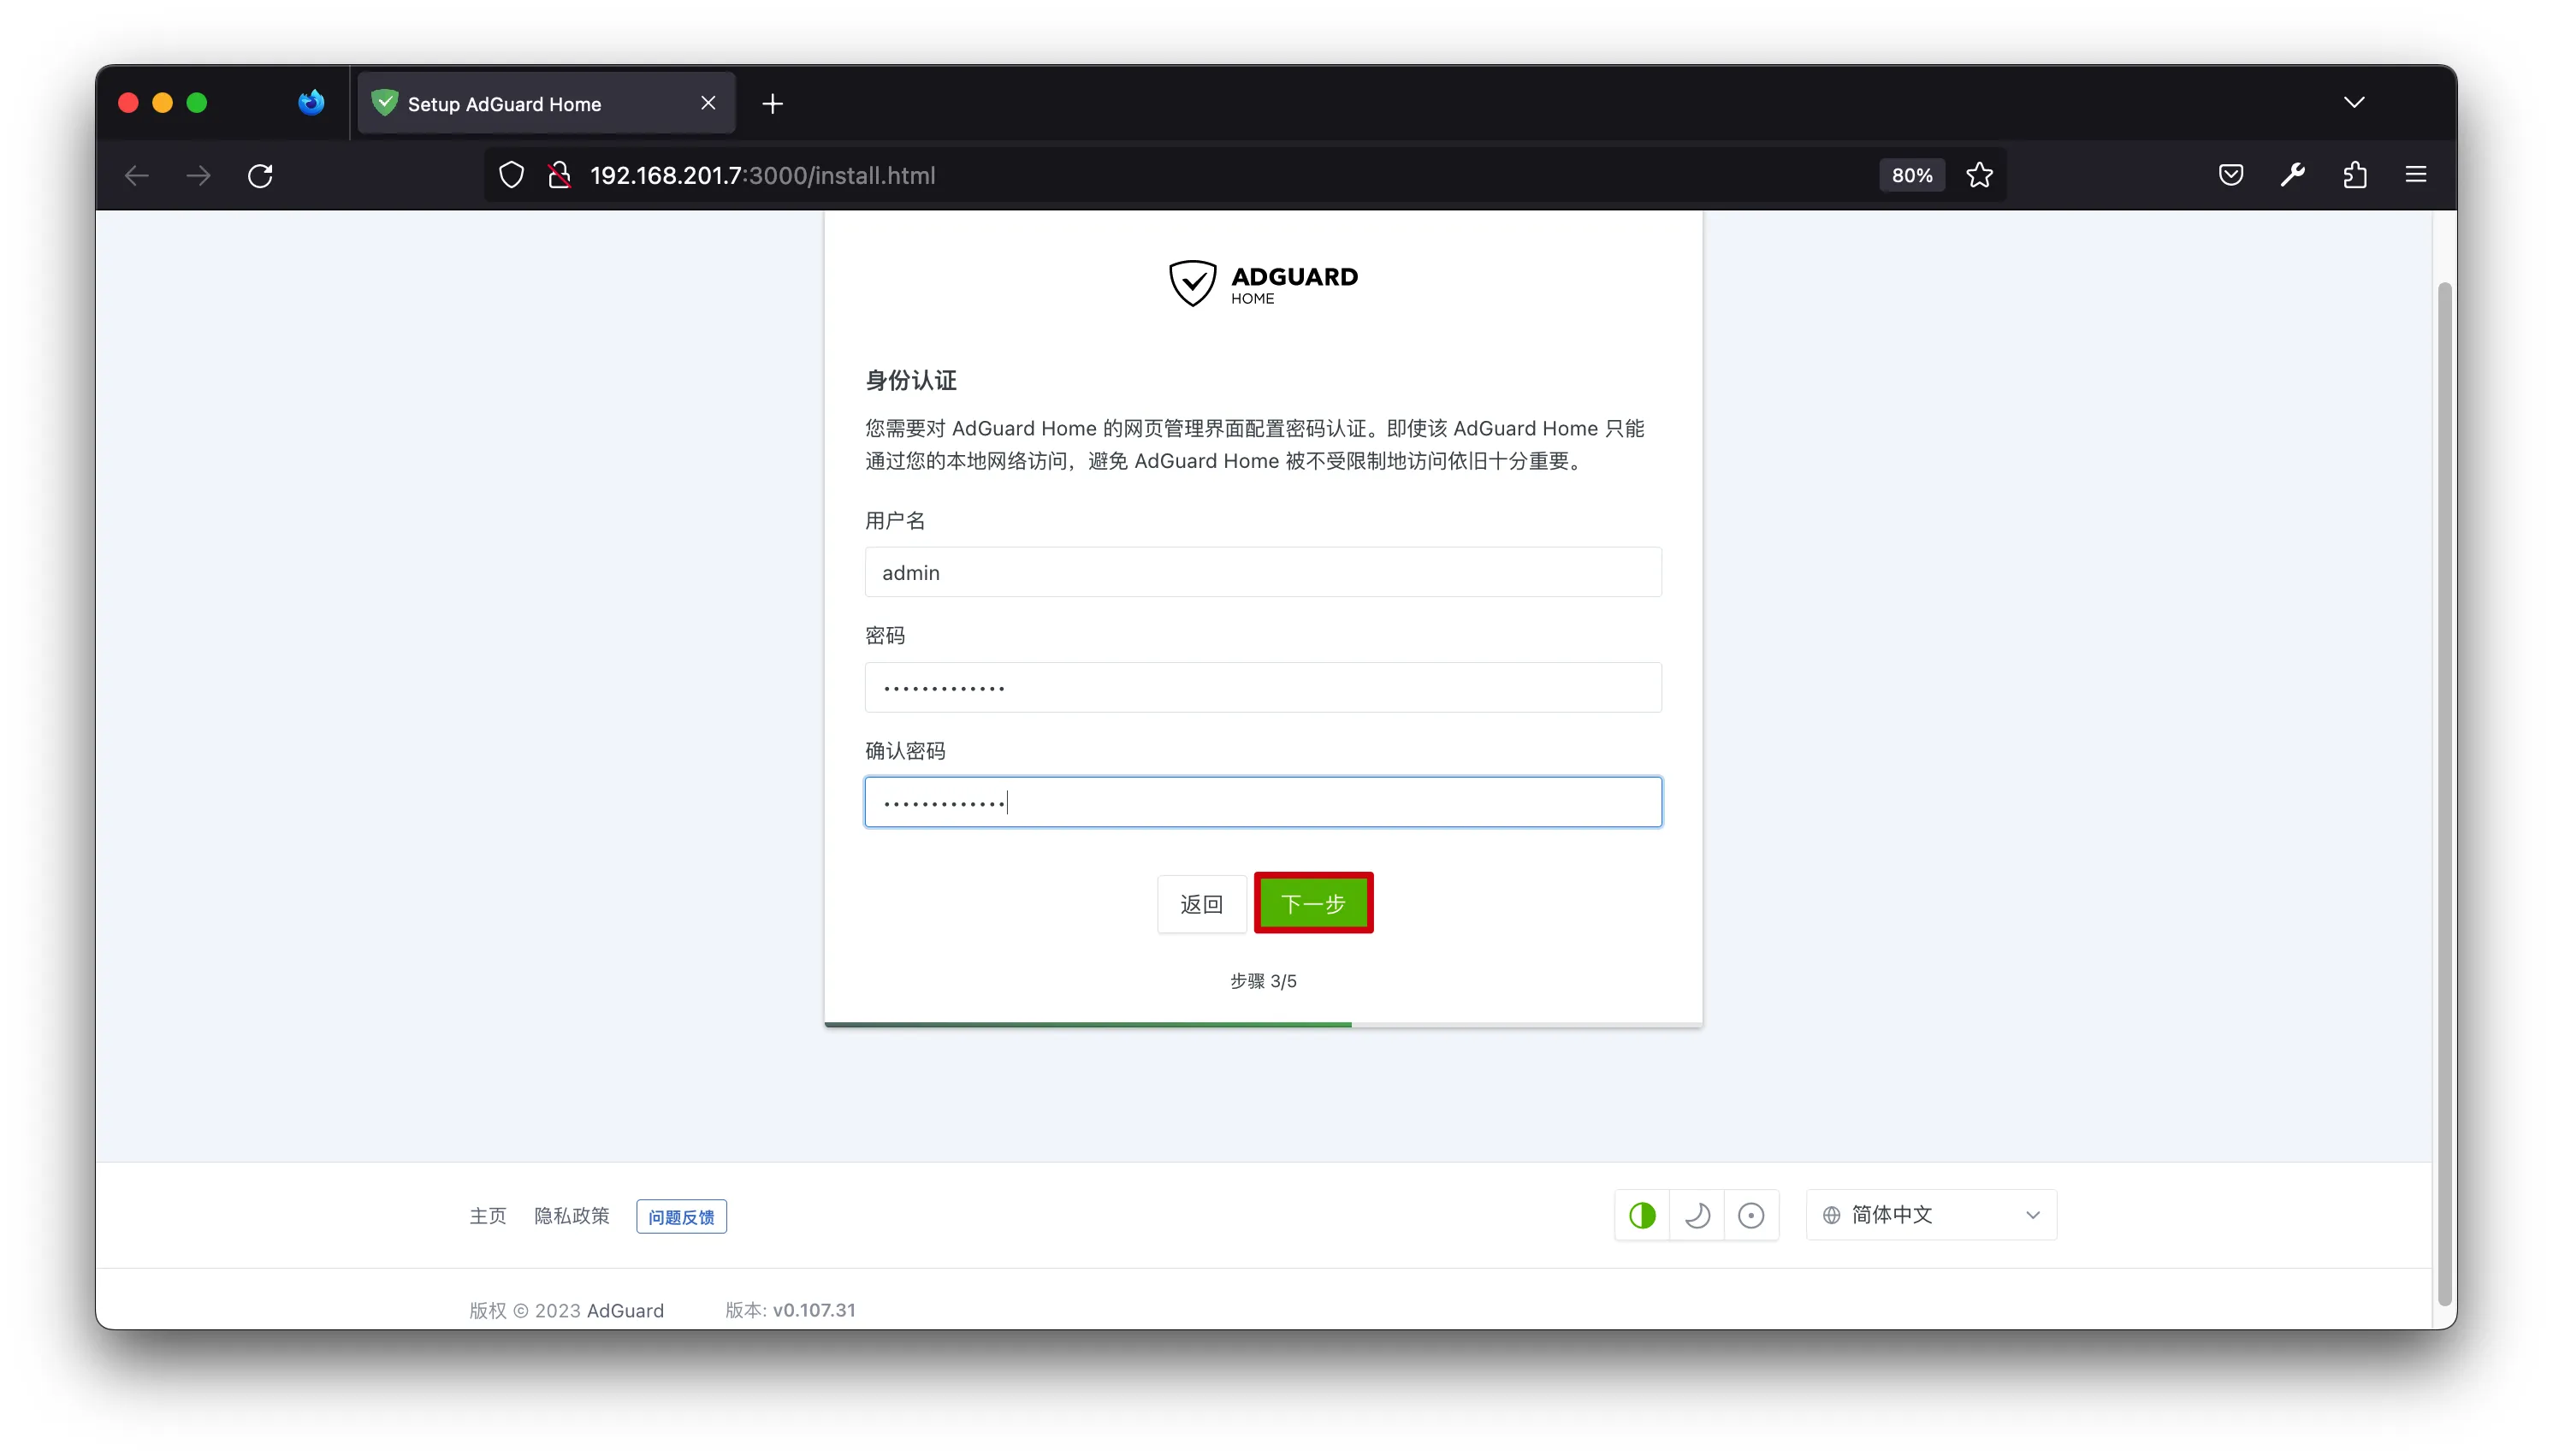 Setup AdGuard Home
192.168.201.7:3000/install.html
80%
ADGUARD
HOME
身份认证
您需要对 AdGuard Home 的网页管理界面配置密码认证。即使该 AdGuard Home 只能
通过您的本地网络访问，避免 AdGuard Home 被不受限制地访问依旧十分重要。
用户名
admin
密码
•••••••••••••
确认密码
•••••••••••••
返回 下一步
步骤 3/5
主页 隐私政策 问题反馈 简体中文
版权 © 2023 AdGuard 版本: v0.107.31